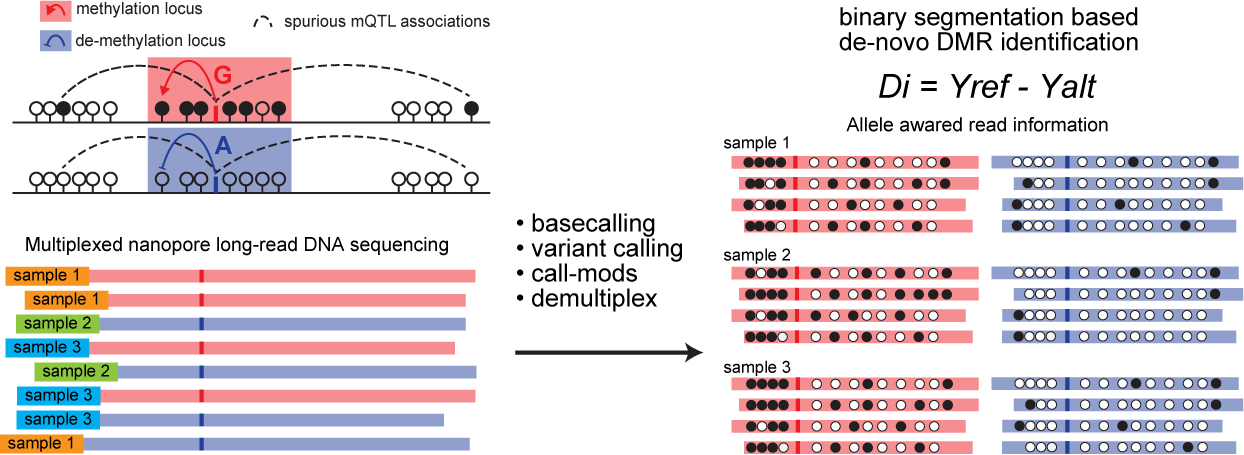 methylation locus
spurious mQTL associations
de-methylation locus
G
A
Multiplexed nanopore long-read DNA sequencing
sample 1
sample 1
sample 2
sample 3
sample 2
sample 3
sample 3
sample 1
• basecalling
• variant calling
• call-mods
• demultiplex
binary segmentation based
de-novo DMR identification
Di = Yref - Yalt
Allele awared read information
sample 1
sample 2
sample 3